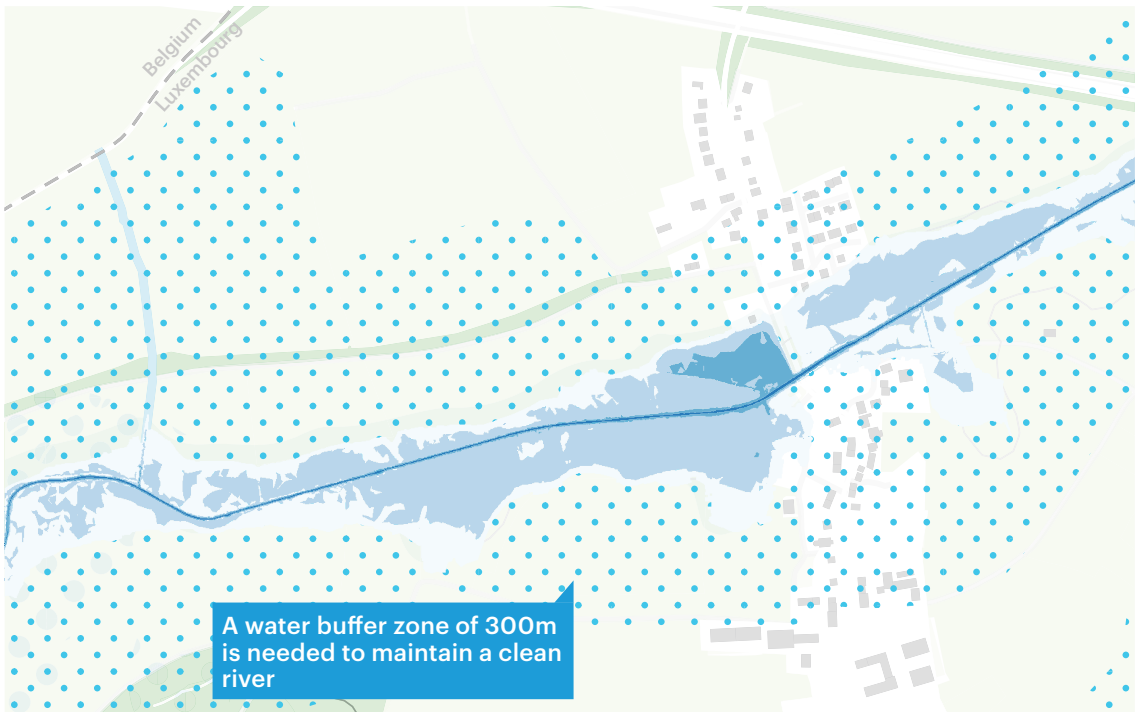 Belgium
Luxembourg
A water buffer zone of 300m
is needed to maintain a clean
river